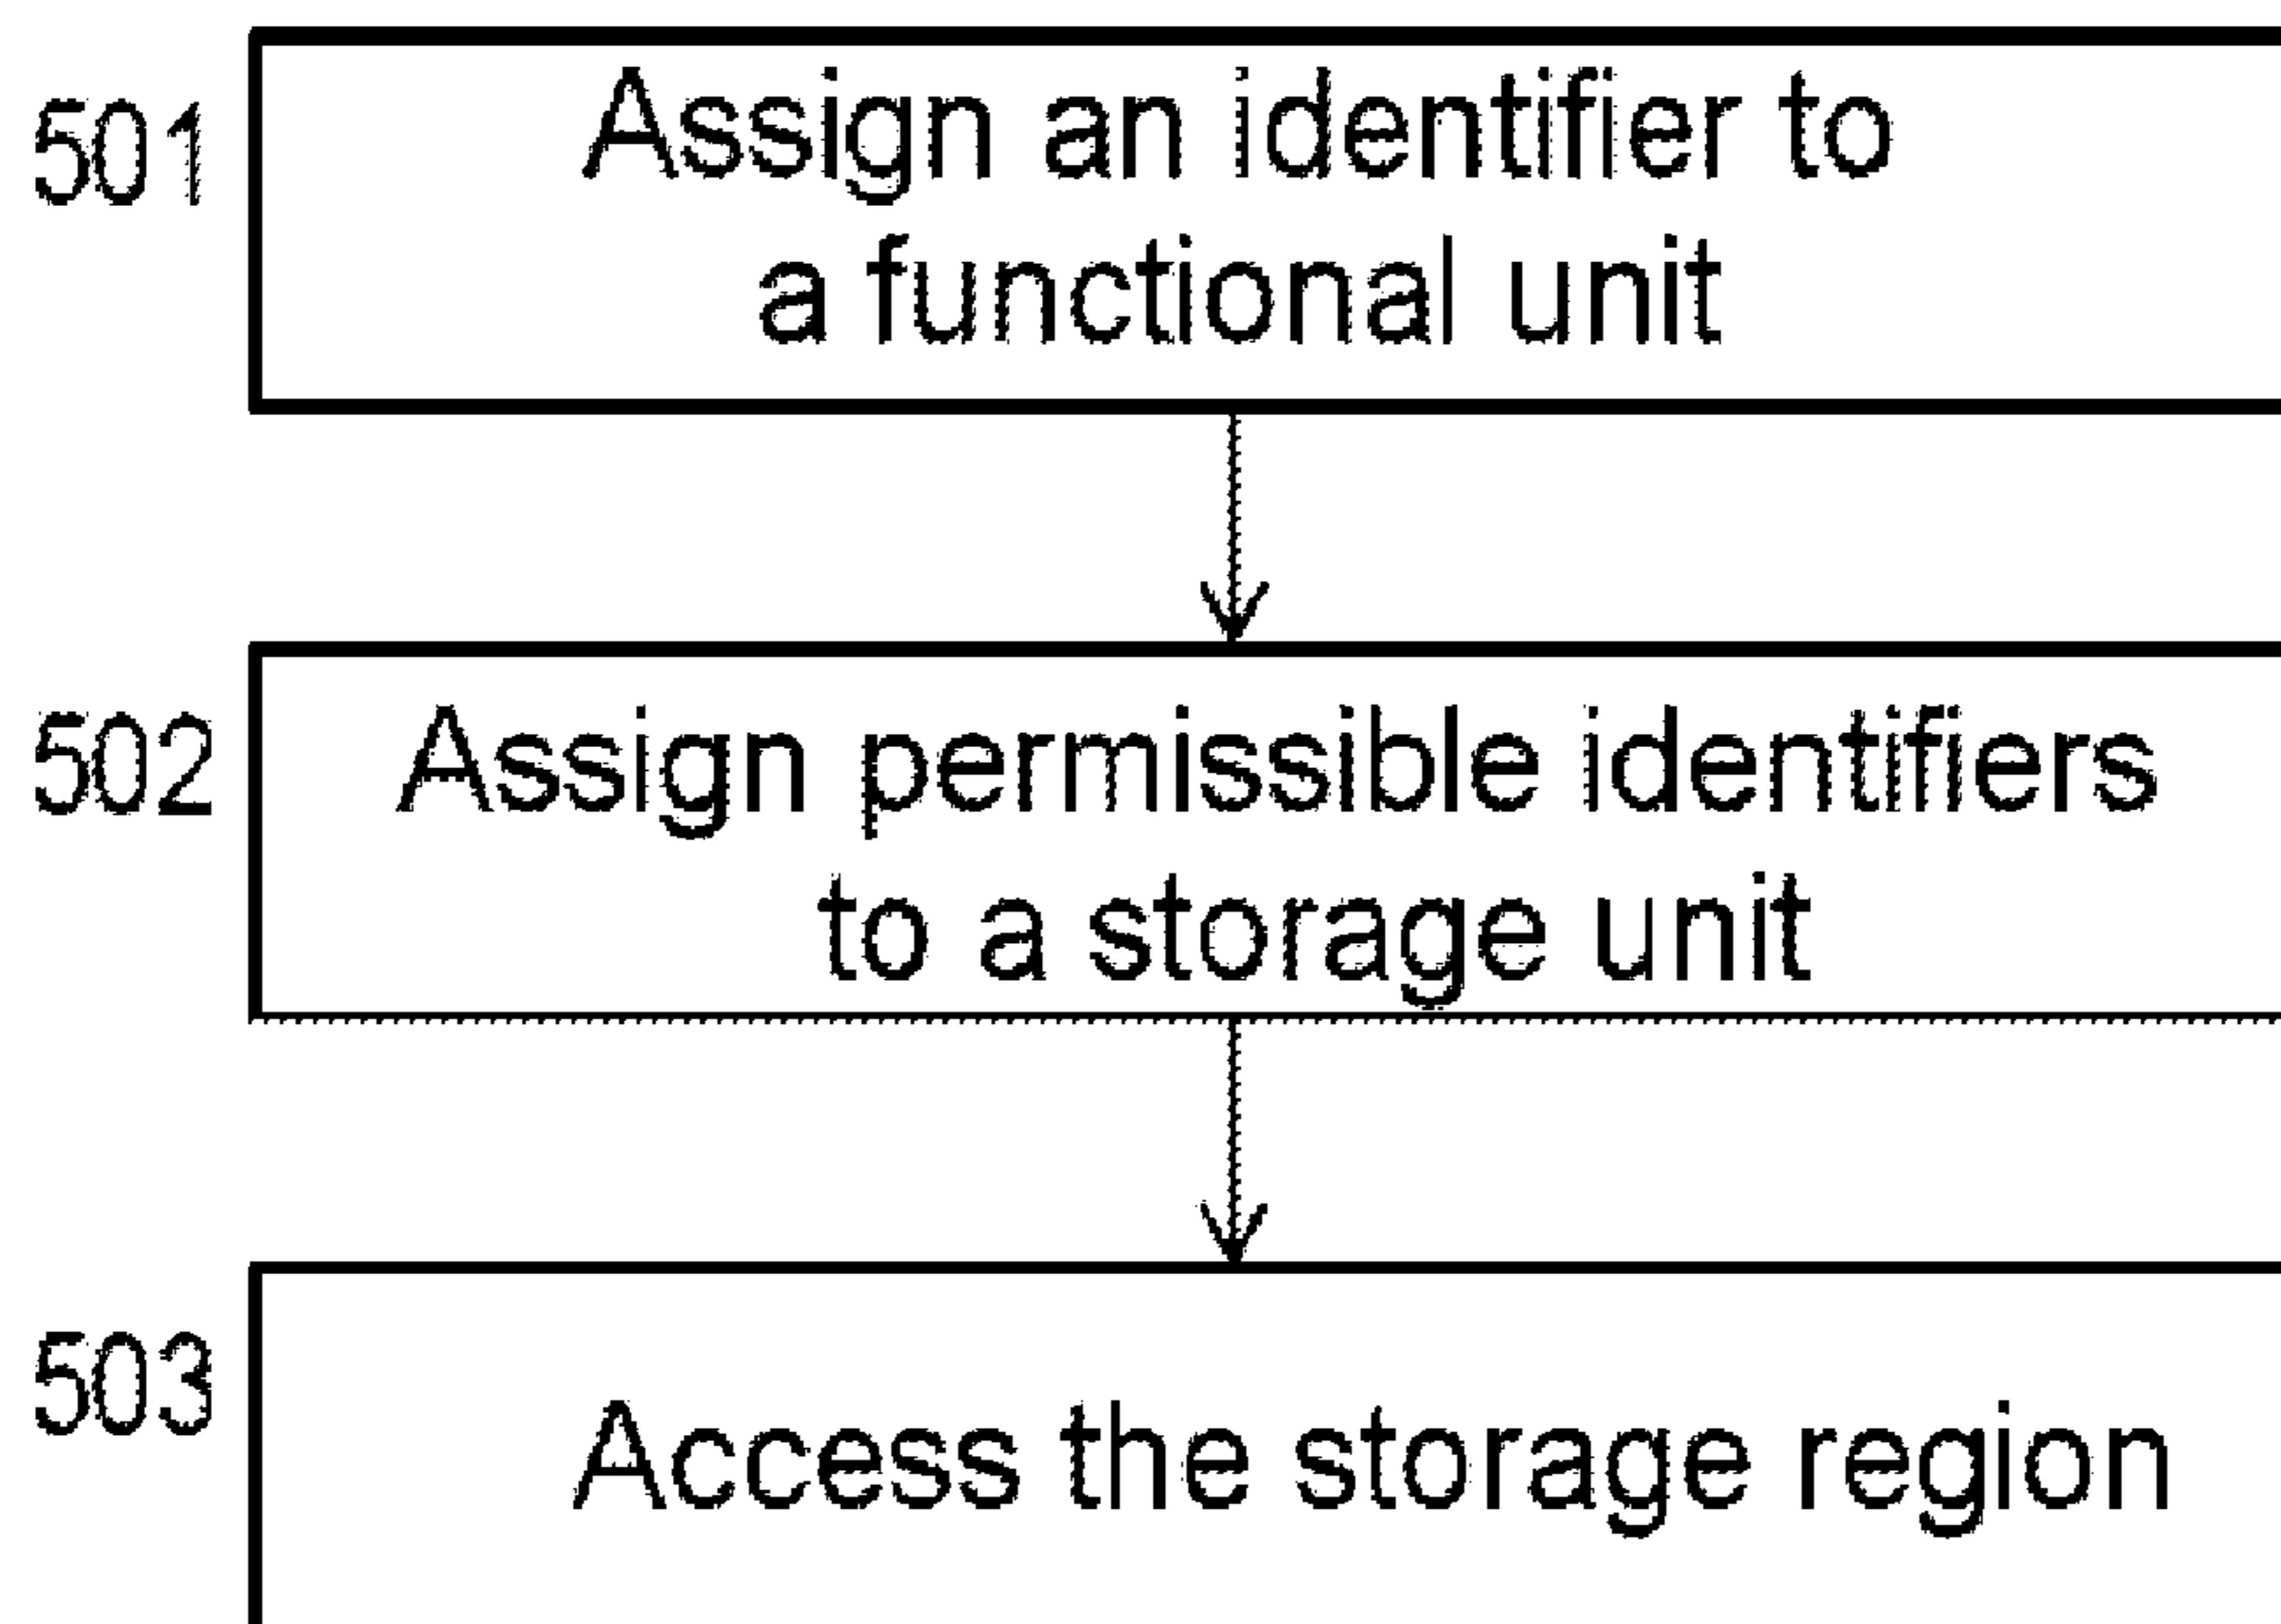 501
Assign an identifier to
a functional unit
502
Assign permissible identifiers
to a storage unit
503
Access the storage region